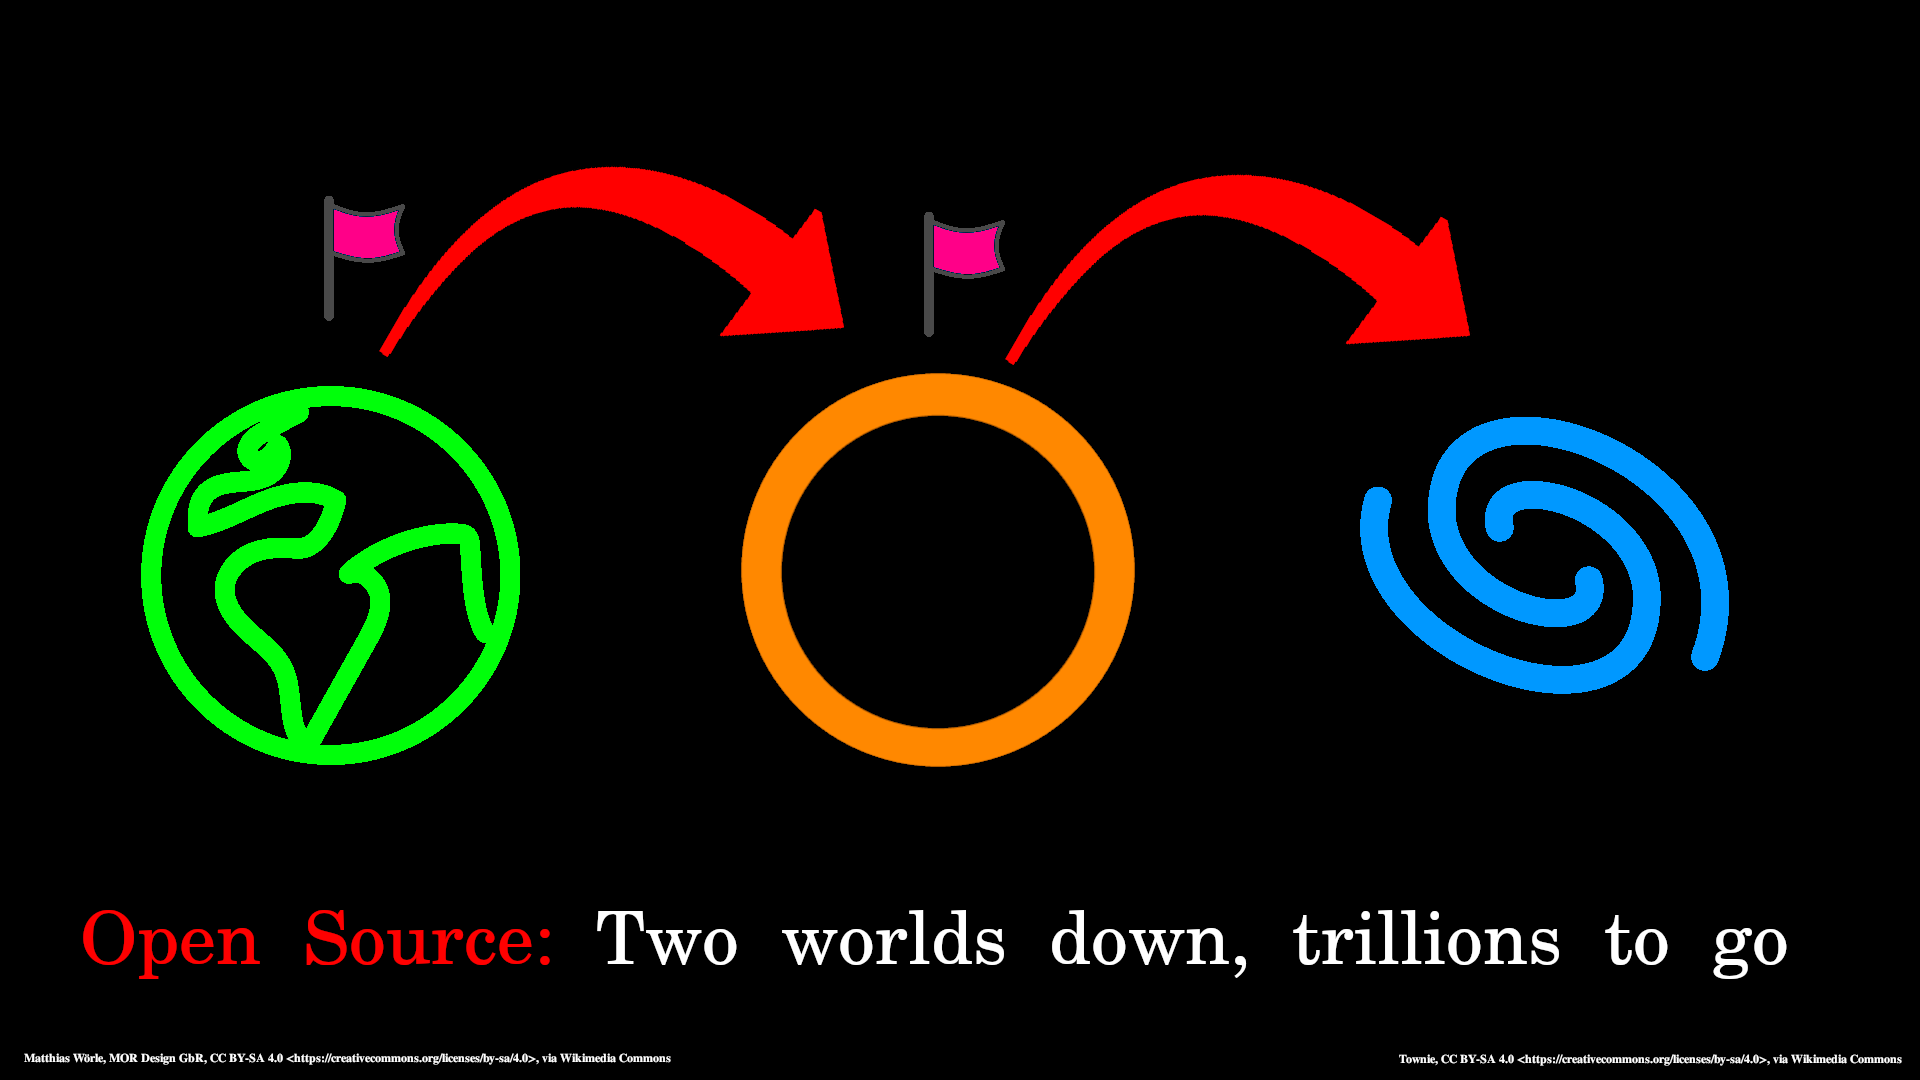 Open Source: Two worlds down, trillions to go
Matthias Wörle, MOR Design GbR, CC BY-SA 4.0 <https://creativecommons.org/licenses/by-sa/4.0>, via Wikimedia Commons
Townie, CC BY-SA 4.0 <https://creativecommons.org/licenses/by-sa/4.0>, via Wikimedia Commons